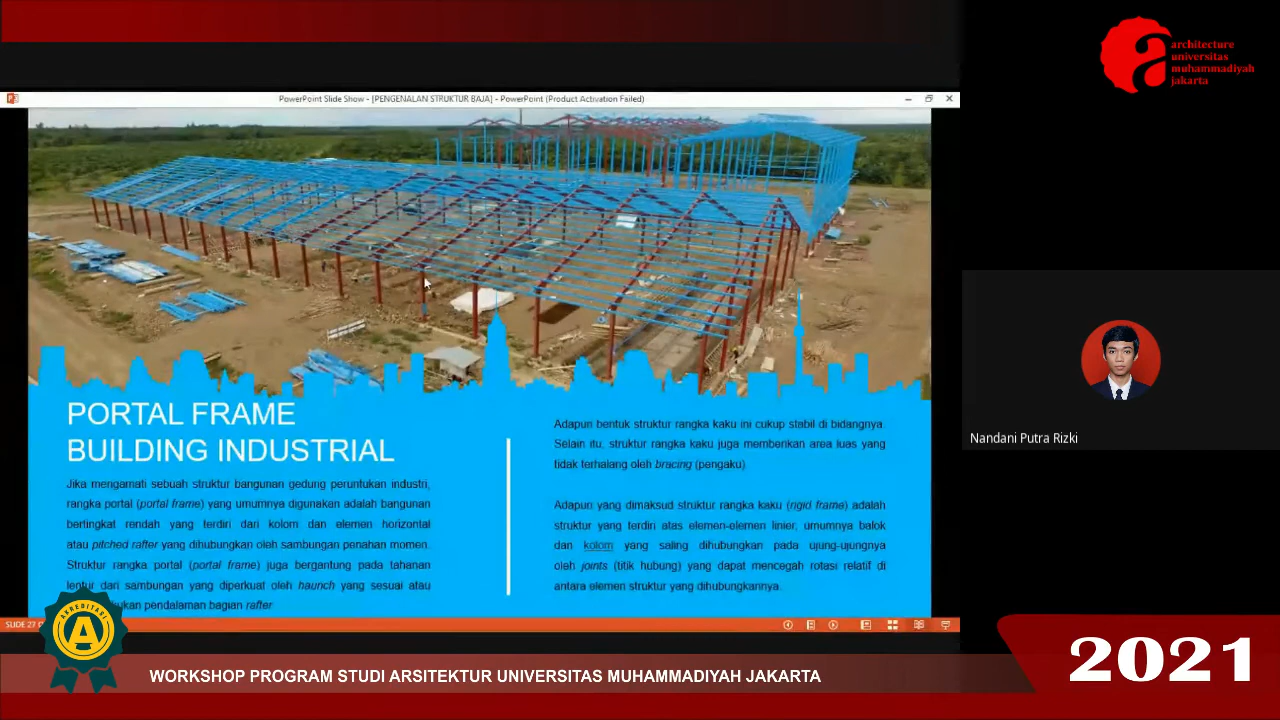 architecture
universitas
muhammadiyah
jakarta
PowerPoint Slide Show - [PENGENALAN STRUKTUR BAJA] - PowerPoint (Product Activation Failed)
PORTAL FRAME
BUILDING INDUSTRIAL
Jika mengamati sebuah struktur bangunan gedung peruntukan industri,
rangka portal (portal frame) yang umumnya digunakan adalah bangunan
bertingkat rendah yang terdiri dari kolom dan elemen horizontal
atau pitched rafter yang dihubungkan oleh sambungan penahan momen.
Struktur rangka portal (portal frame) juga bergantung pada tahanan
lentur dari sambungan yang diperkuat oleh haunch yang sesuai atau
ukan pendalaman bagian rafter
Adapun bentuk struktur rangka kaku ini cukup stabil di bidangnya.
Selain itu, struktur rangka kaku juga memberikan area luas yang
tidak terhalang oleh bracing (pengaku)
Adapun yang dimaksud struktur rangka kaku (rigid frame) adalah
struktur yang terdiri atas elemen-elemen linier, umumnya balok
dan kolom yang saling dihubungkan pada ujung-ujungnya
oleh joints (titik hubung) yang dapat mencegah rotasi relatif di
antara elemen struktur yang dihubungkannya.
Nandani Putra Rizki
SLIDE 27
AKREDITASI
A
WORKSHOP PROGRAM STUDI ARSITEKTUR UNIVERSITAS MUHAMMADIYAH JAKARTA
2021